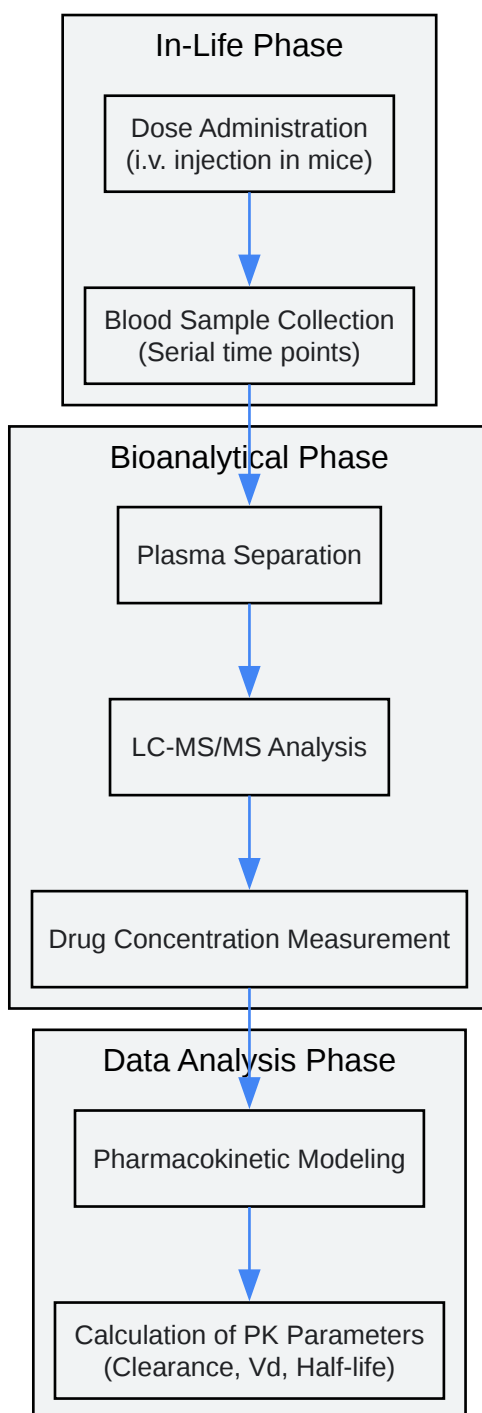 In-Life Phase
Dose Administration
(i.v. injection in mice)
Blood Sample Collection
(Serial time points)
Bioanalytical Phase
Plasma Separation
LC-MS/MS Analysis
Drug Concentration Measurement
Data Analysis Phase
Pharmacokinetic Modeling
Calculation of PK Parameters
(Clearance, Vd, Half-life)